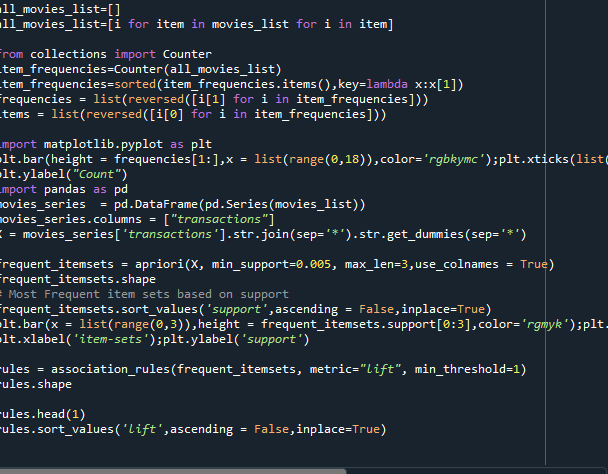 all_movies_list=[]
all_movies_list=[i for item in movies_list for i in item]
from collections import Counter
item_frequencies=Counter(all_movies_list)
item_frequencies=sorted(item_frequencies.items(),key=lambda x:x[1])
frequencies = list(reversed([i[1] for i in item_frequencies]))
items = list(reversed([i[0] for i in item_frequencies]))
import matplotlib.pyplot as plt
plt.bar(height = frequencies[1:],x = list(range(0,18)),color='rgbkymc');plt.xticks(list(
plt.ylabel("Count")
import pandas as pd
movies_series  = pd.DataFrame(pd.Series(movies_list))
movies_series.columns = ["transactions"]
X = movies_series['transactions'].str.join(sep='*').str.get_dummies(sep='*')
frequent_itemsets = apriori(X, min_support=0.005, max_len=3,use_colnames = True)
frequent_itemsets.shape
# Most Frequent item sets based on support
frequent_itemsets.sort_values('support',ascending = False,inplace=True)
plt.bar(x = list(range(0,3)),height = frequent_itemsets.support[0:3],color='rgmyk');plt.
plt.xlabel('item-sets');plt.ylabel('support')
rules = association_rules(frequent_itemsets, metric="lift", min_threshold=1)
rules.shape
rules.head(1)
rules.sort_values('lift',ascending = False,inplace=True)